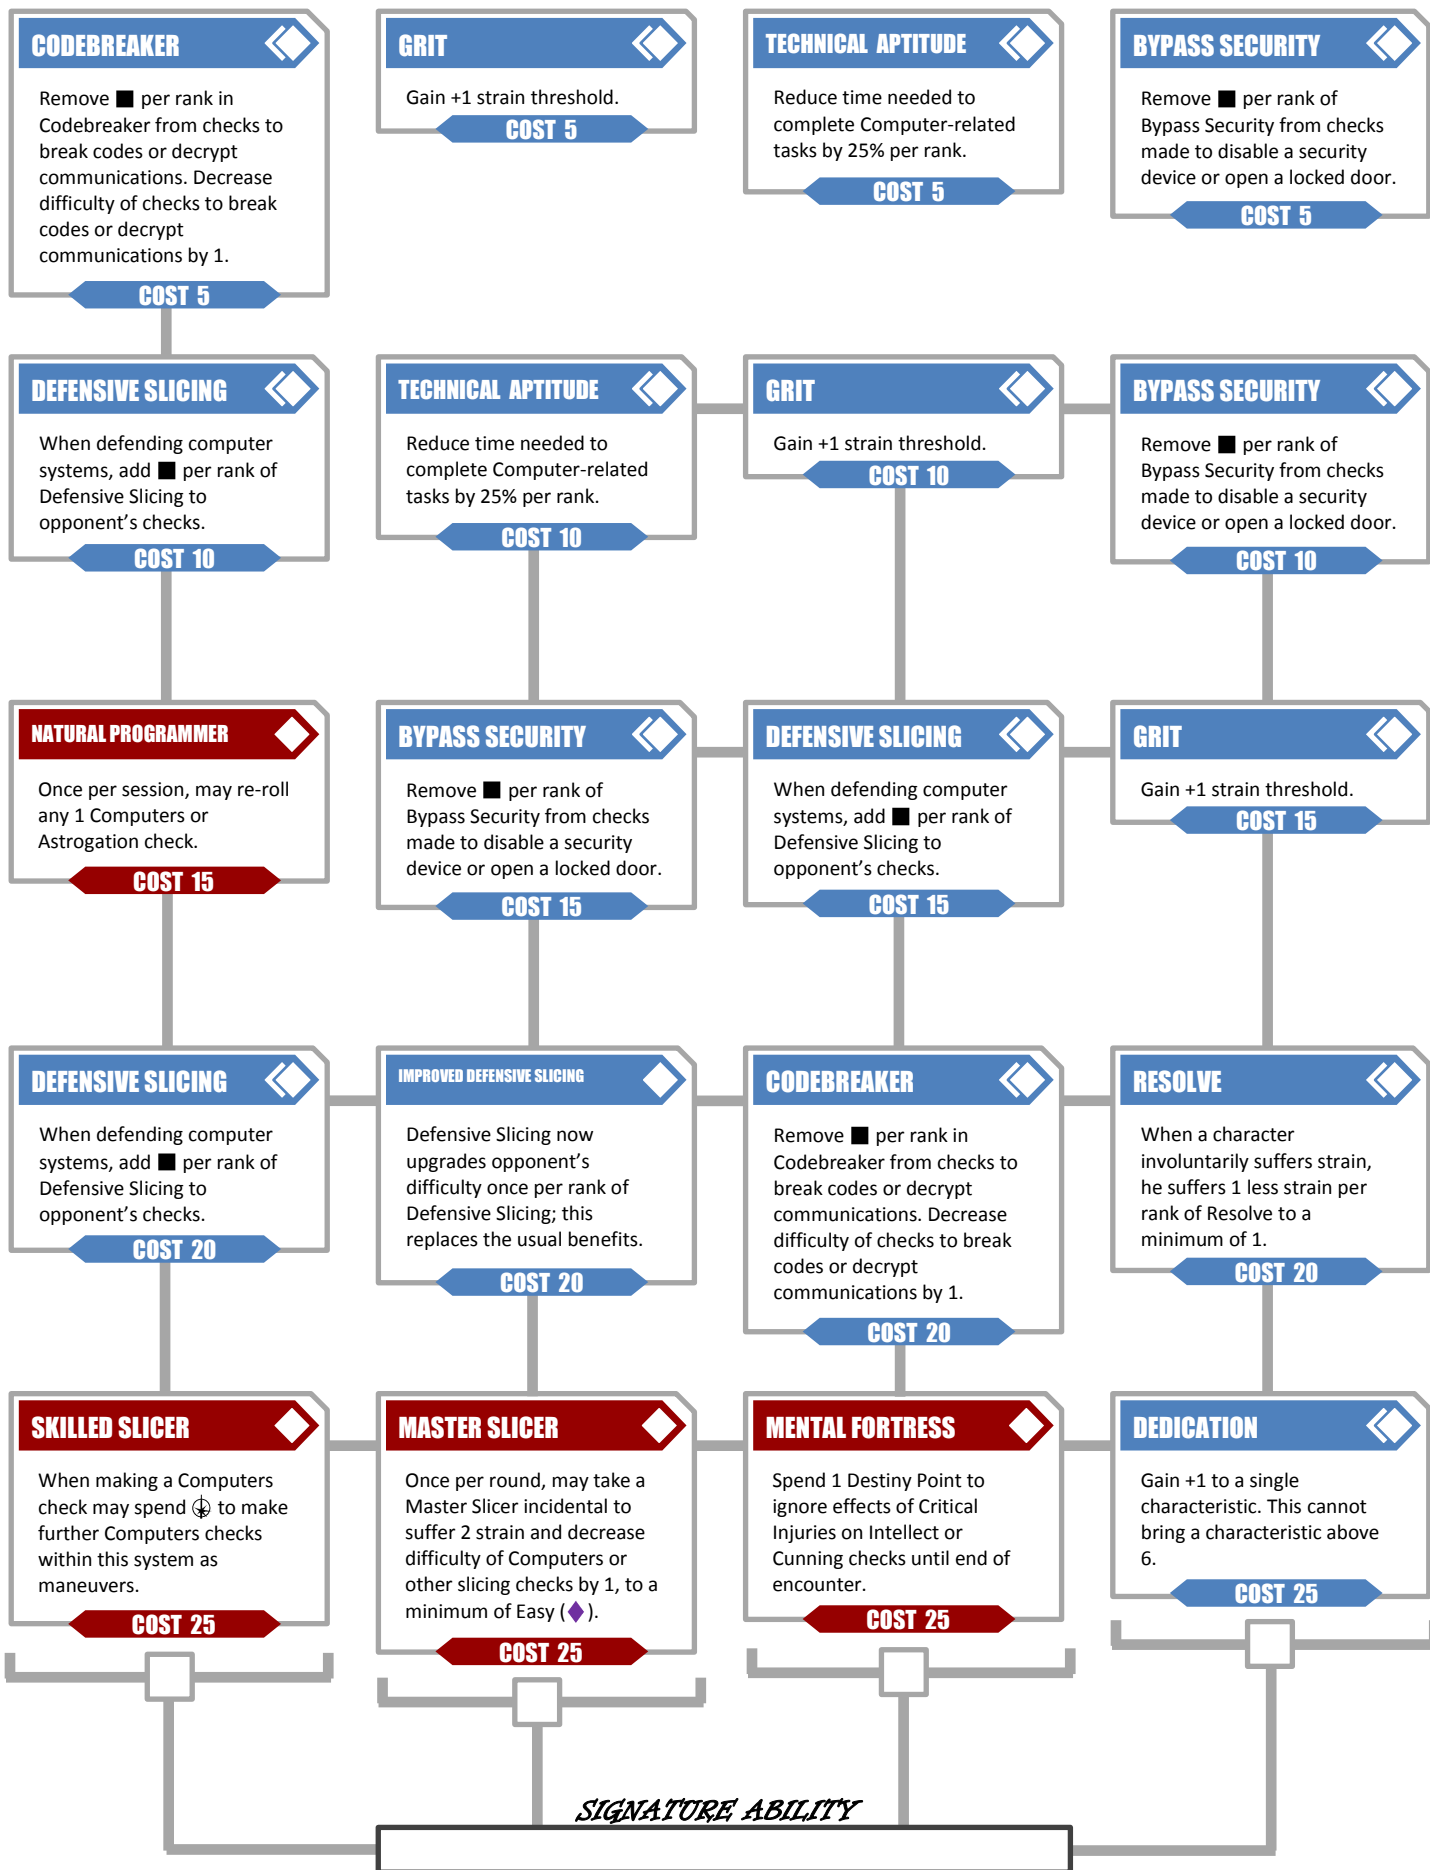 CODEBREAKER
Remove ■ per rank in
Codebreaker from checks to
break codes or decrypt
communications. Decrease
difficulty of checks to break
codes or decrypt
communications by 1.
COST 5
GRIT
Gain +1 strain threshold.
COST 5
TECHNICAL APTITUDE
Reduce time needed to
complete Computer-related
tasks by 25% per rank.
COST 5
BYPASS SECURITY
Remove ■ per rank of
Bypass Security from checks
made to disable a security
device or open a locked door.
COST 5
DEFENSIVE SLICING
When defending computer
systems, add ■ per rank of
Defensive Slicing to
opponent’s checks.
COST 10
TECHNICAL APTITUDE
Reduce time needed to
complete Computer-related
tasks by 25% per rank.
COST 10
GRIT
Gain +1 strain threshold.
COST 10
BYPASS SECURITY
Remove ■ per rank of
Bypass Security from checks
made to disable a security
device or open a locked door.
COST 10
NATURAL PROGRAMMER
Once per session, may re-roll
any 1 Computers or
Astrogation check.
COST 15
BYPASS SECURITY
Remove ■ per rank of
Bypass Security from checks
made to disable a security
device or open a locked door.
COST 15
DEFENSIVE SLICING
When defending computer
systems, add ■ per rank of
Defensive Slicing to
opponent’s checks.
COST 15
GRIT
Gain +1 strain threshold.
COST 15
DEFENSIVE SLICING
When defending computer
systems, add ■ per rank of
Defensive Slicing to
opponent’s checks.
COST 20
IMPROVED DEFENSIVE SLICING
Defensive Slicing now
upgrades opponent’s
difficulty once per rank of
Defensive Slicing; this
replaces the usual benefits.
COST 20
CODEBREAKER
Remove ■ per rank in
Codebreaker from checks to
break codes or decrypt
communications. Decrease
difficulty of checks to break
codes or decrypt
communications by 1.
COST 20
RESOLVE
When a character
involuntarily suffers strain,
he suffers 1 less strain per
rank of Resolve to a
minimum of 1.
COST 20
SKILLED SLICER
When making a Computers
check may spend to make
further Computers checks
within this system as
maneuvers.
COST 25
MASTER SLICER
Once per round, may take a
Master Slicer incidental to
suffer 2 strain and decrease
difficulty of Computers or
other slicing checks by 1, to a
minimum of Easy (♦).
COST 25
MENTAL FORTRESS
Spend 1 Destiny Point to
ignore effects of Critical
Injuries on Intellect or
Cunning checks until end of
encounter.
COST 25
DEDICATION
Gain +1 to a single
characteristic. This cannot
bring a characteristic above
6.
COST 25
SIGNATURE ABILITY